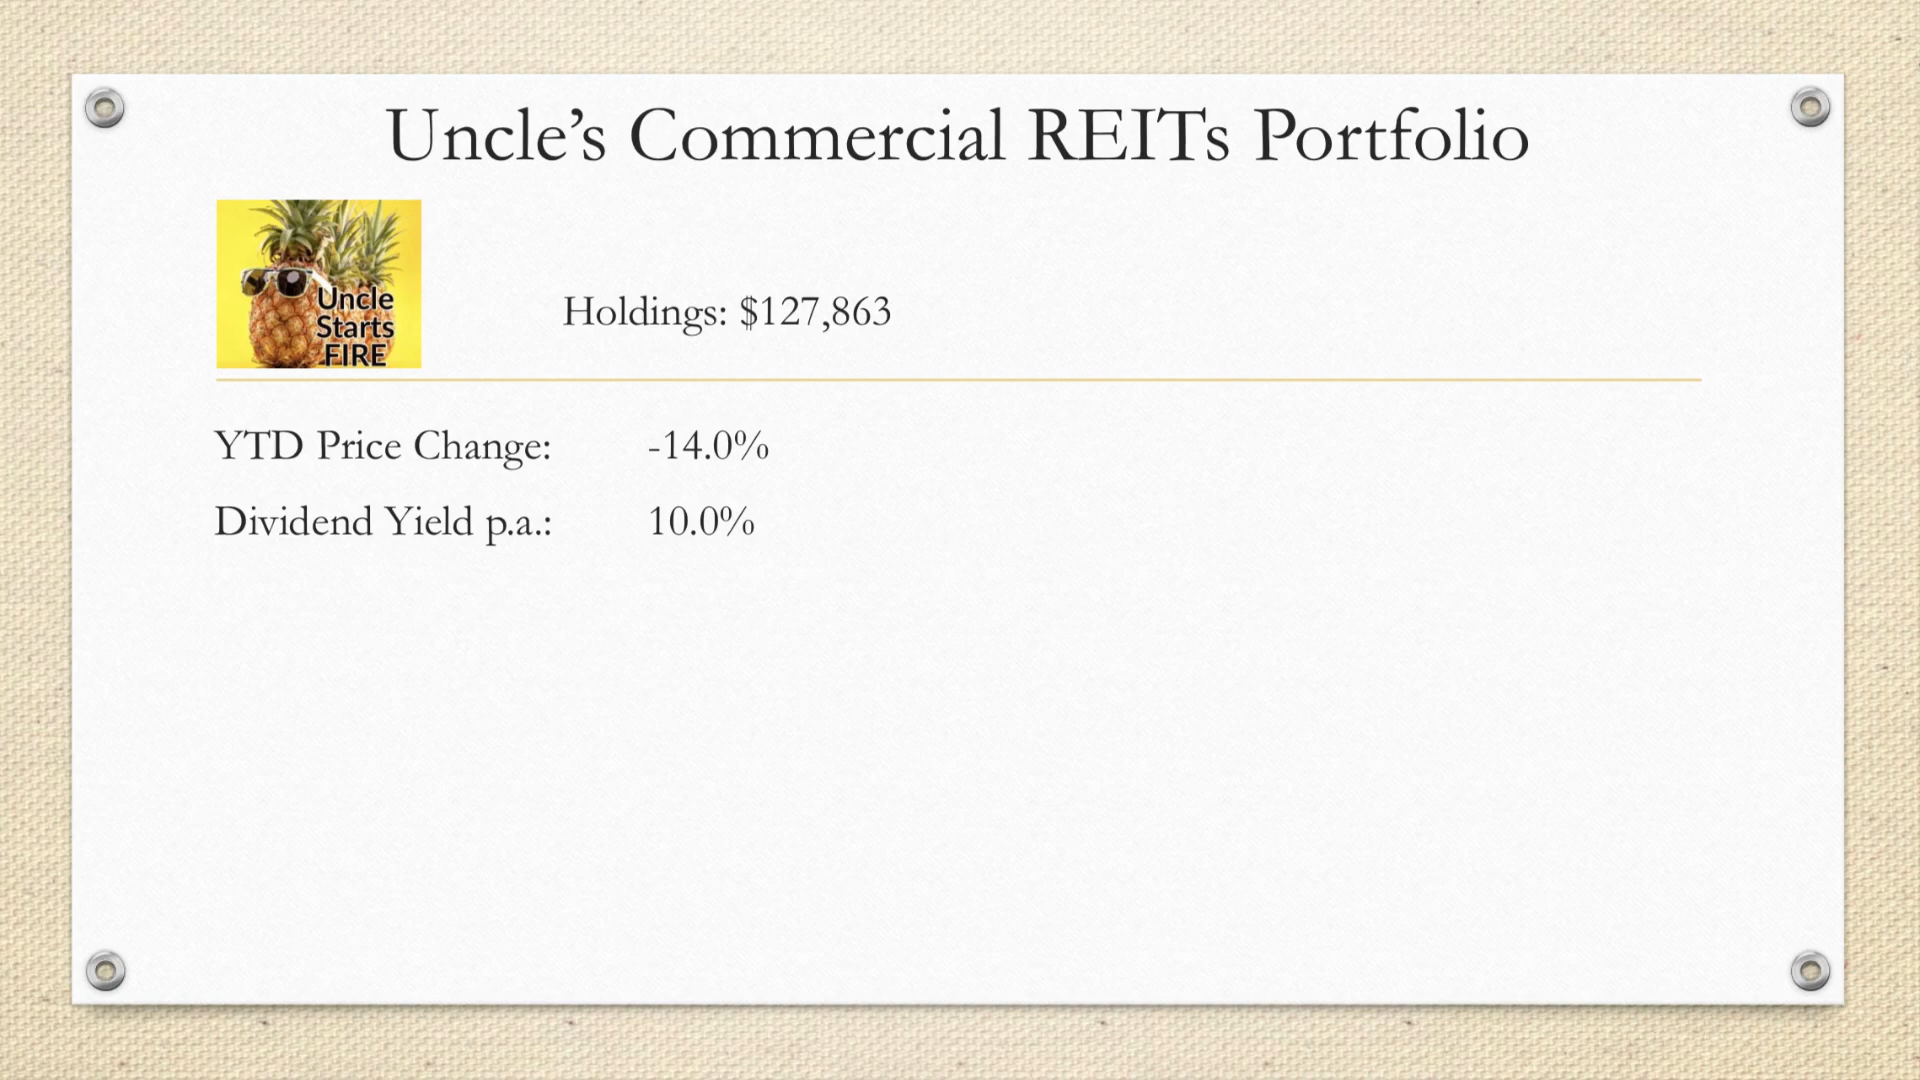 Uncle’s Commercial REITs Portfolio
Uncle
Starts
FIRE
Holdings: $127,863
YTD Price Change: -14.0%
Dividend Yield p.a.: 10.0%